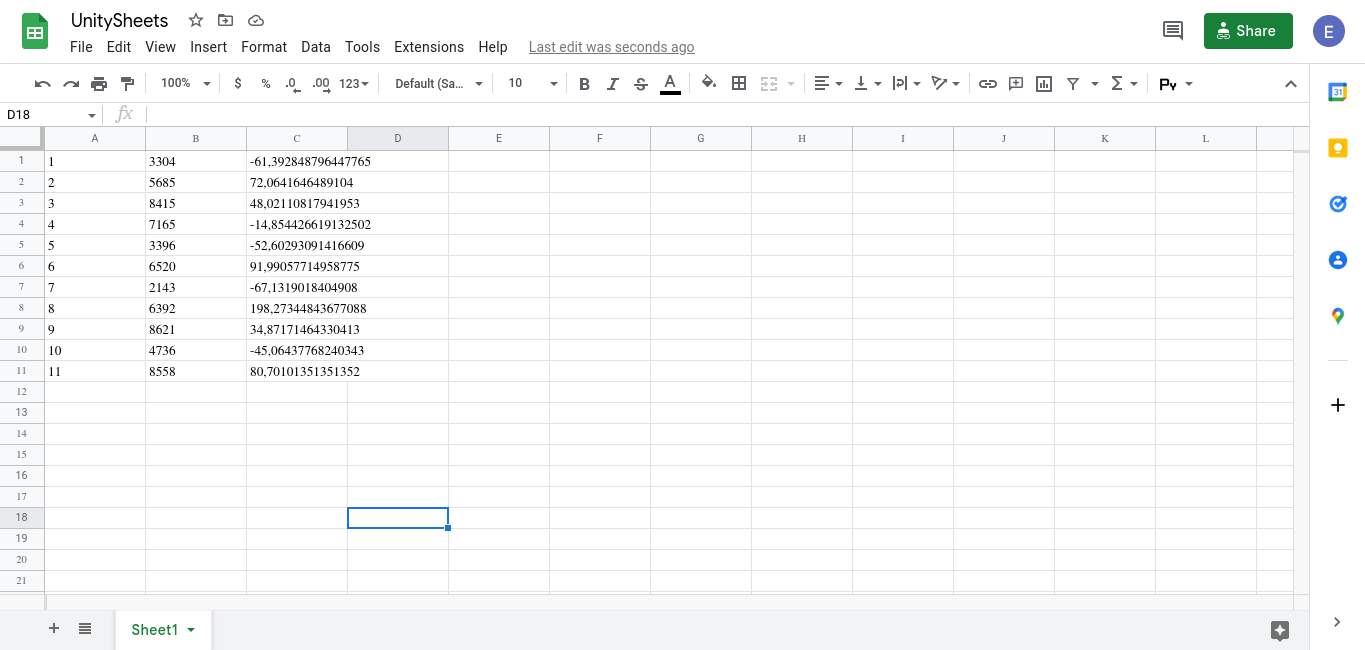 UnitySheets
File Edit View Insert Format Data Tools Extensions Help Last edit was seconds ago
Share
E
100% $ % .0 .00 123 Default (Sa... 10 B I S A Σ Py
31
D18 fx
A B C D E F G H I J K L
1 1 3304 -61,392848796447765
2 2 5685 72,0641646489104
3 3 8415 48,02110817941953
4 4 7165 -14,854426619132502
5 5 3396 -52,60293091416609
6 6 6520 91,99057714958775
7 7 2143 -67,1319018404908
8 8 6392 198,27344843677088
9 9 8621 34,87171464330413
10 10 4736 -45,06437768240343
11 11 8558 80,70101351351352
12
13
14
15
16
17
18
19
20
21
Sheet1